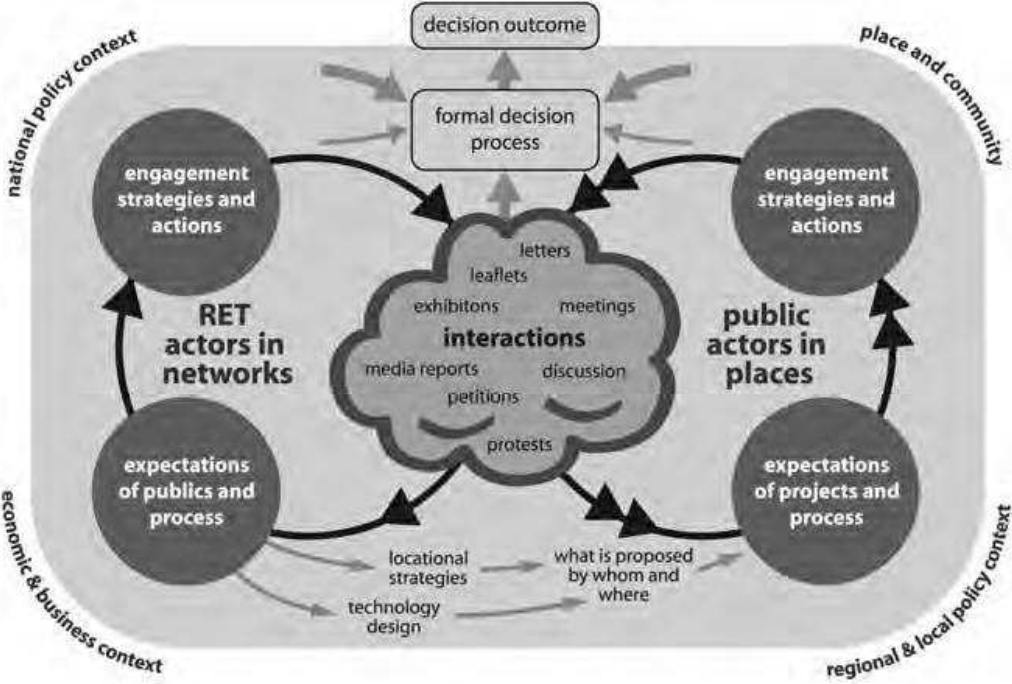 decision outcome
national policy context
place and community
formal decision
process
engagement
strategies and
actions
engagement
strategies and
actions
letters
leaflets
exhibitons
meetings
interactions
media reports
discussion
petitions
protests
RET
actors in
networks
public
actors in
places
expectations
of publics and
process
expectations
of projects and
process
locational
strategies
what is proposed
by whom and
where
technology
design
economic & business context
regional & local policy context